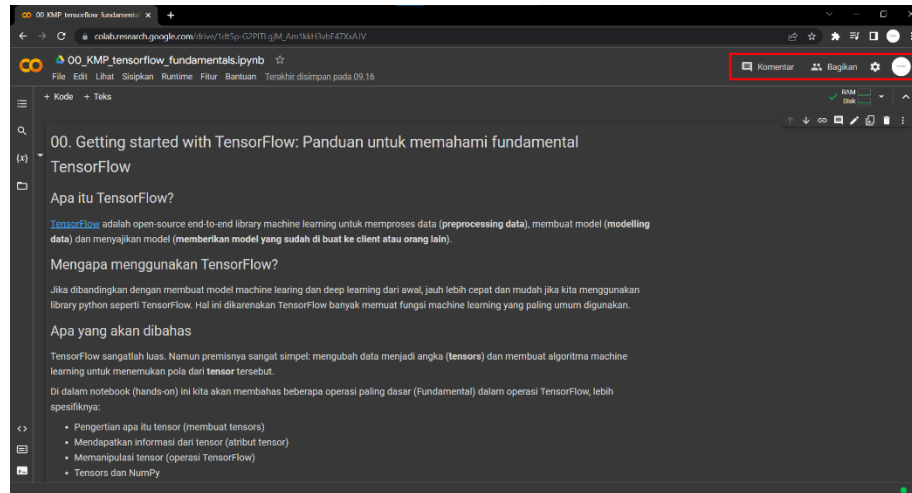 00_KMP_tensorflow_fundamental
colab.research.google.com/drive/
00_KMP_tensorflow_fundamentals.ipynb
Komentar Bagikan
File Edit Lihat Sisipkan Runtime Fitur Bantuan Terakhir disimpan pada 09.16
+ Kode + Teks
RAM
Disk
{x}
00. Getting started with TensorFlow: Panduan untuk memahami fundamental
TensorFlow
Apa itu TensorFlow?
TensorFlow adalah open-source end-to-end library machine learning untuk memproses data (preprocessing data), membuat model (modelling
data) dan menyajikan model (memberikan model yang sudah di buat ke client atau orang lain).
Mengapa menggunakan TensorFlow?
Jika dibandingkan dengan membuat model machine learing dan deep learning dari awal, jauh lebih cepat dan mudah jika kita menggunakan
library python seperti TensorFlow. Hal ini dikarenakan TensorFlow banyak memuat fungsi machine learning yang paling umum digunakan.
Apa yang akan dibahas
TensorFlow sangatlah luas. Namun premisnya sangat simpel: mengubah data menjadi angka (tensors) dan membuat algoritma machine
learning untuk menemukan pola dari tensor tersebut.
Di dalam notebook (hands-on) ini kita akan membahas beberapa operasi paling dasar (Fundamental) dalam operasi TensorFlow, lebih
spesifiknya:
• Pengertian apa itu tensor (membuat tensors)
• Mendapatkan informasi dari tensor (atribut tensor)
• Memanipulasi tensor (operasi TensorFlow)
• Tensors dan NumPy